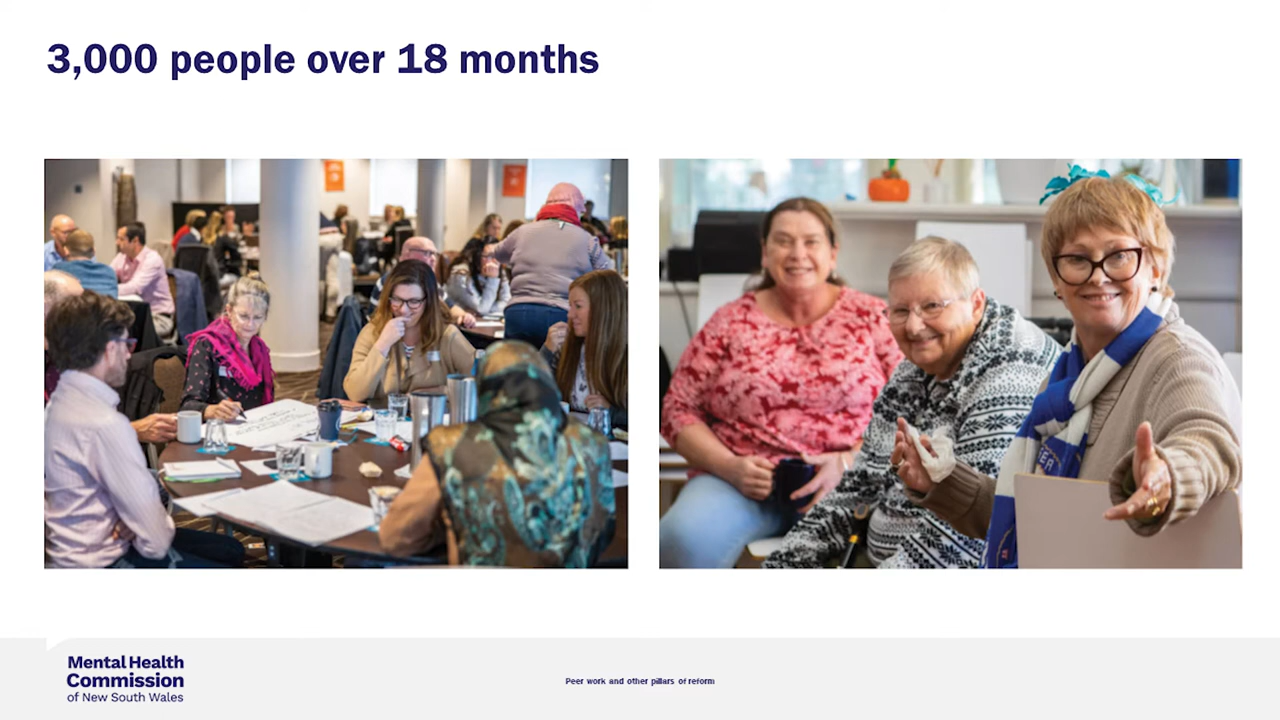 3,000 people over 18 months
Mental Health
Commission
of New South Wales
Peer work and other pillars of reform